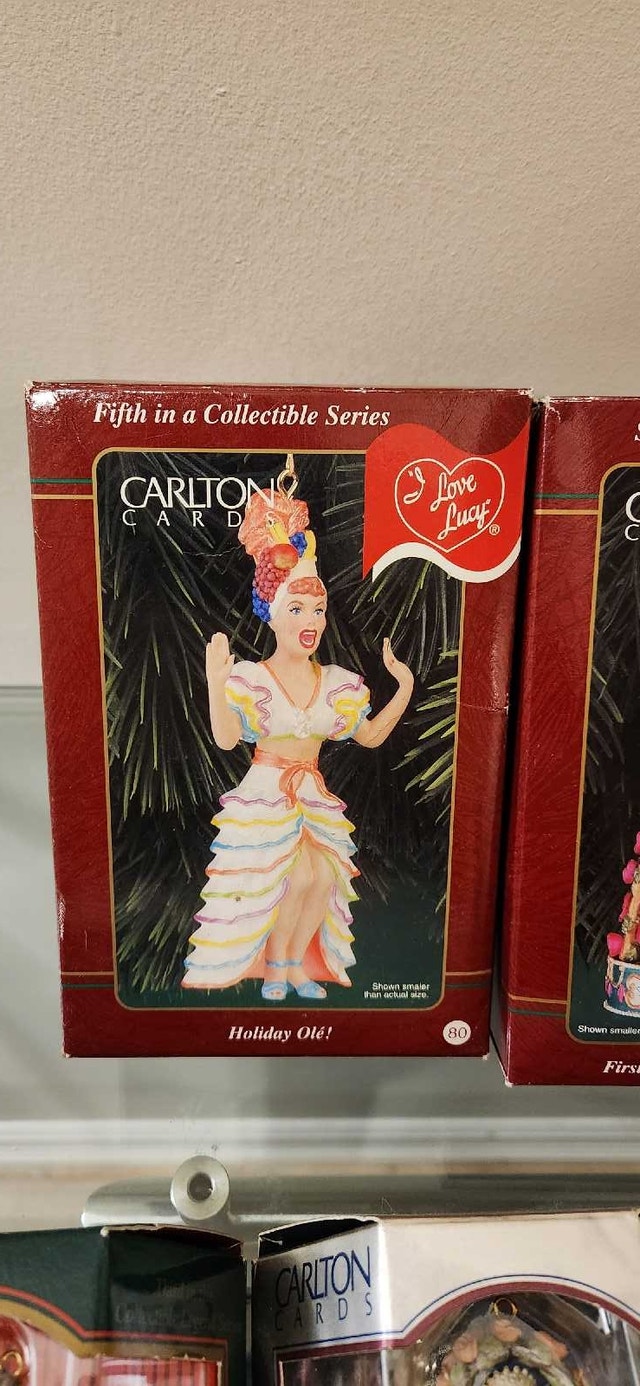 Fifth in a Collectible Series
CARLTON
CARD
I
Love
Lucy
®
Shown smaller
than actual size.
Holiday Olé!
80
Shown smaller
First
CARLTON
CARDS